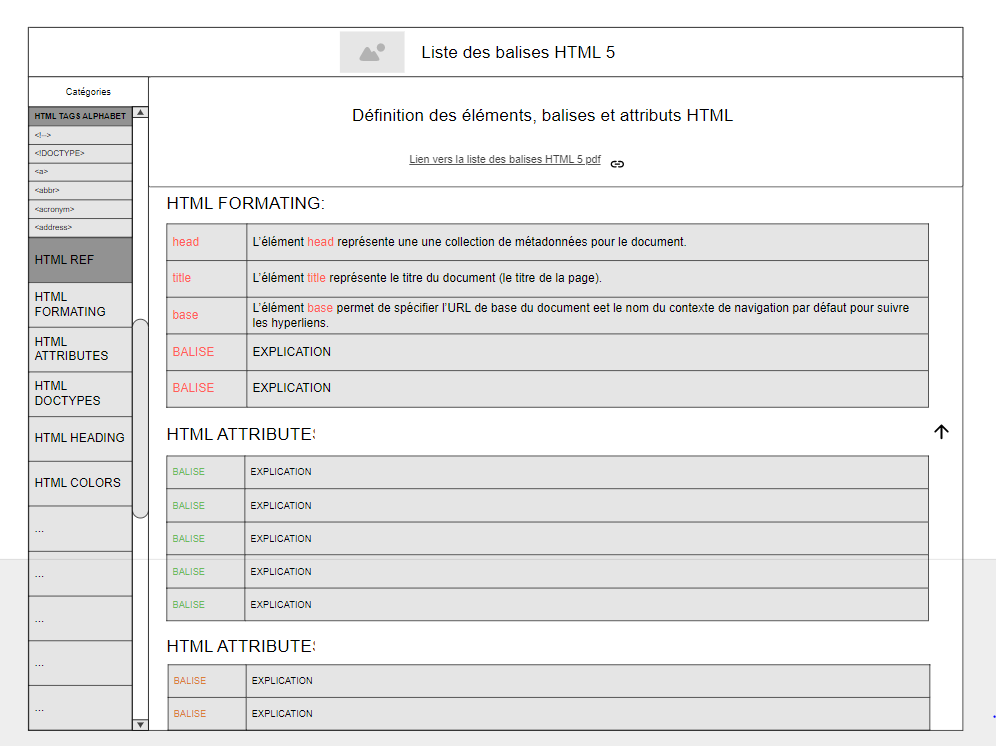 Liste des balises HTML 5
Catégories
HTML TAGS ALPHABET
<!-->
<!DOCTYPE>
<a>
<abbr>
<acronym>
<address>
HTML REF
HTML
FORMATING
HTML
ATTRIBUTES
HTML
DOCTYPES
HTML HEADING
HTML COLORS
...
...
...
...
...
Définition des éléments, balises et attributs HTML
Lien vers la liste des balises HTML 5 pdf
HTML FORMATING:
head L'élément head représente une une collection de métadonnées pour le document.
title L'élément title représente le titre du document (le titre de la page).
base L'élément base permet de spécifier l'URL de base du document eet le nom du contexte de navigation par défaut pour suivre
les hyperliens.
BALISE EXPLICATION
BALISE EXPLICATION
HTML ATTRIBUTES
BALISE EXPLICATION
BALISE EXPLICATION
BALISE EXPLICATION
BALISE EXPLICATION
BALISE EXPLICATION
HTML ATTRIBUTES
BALISE EXPLICATION
BALISE EXPLICATION